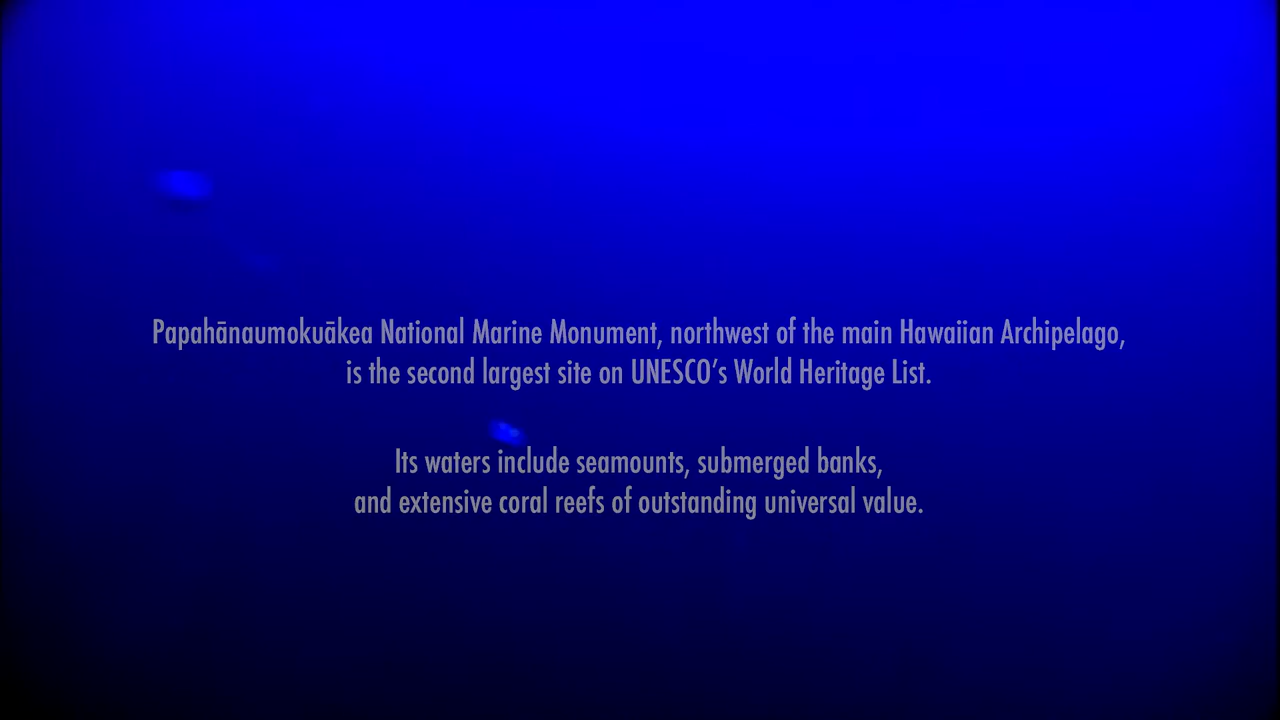 Papahānaumokuākea National Marine Monument, northwest of the main Hawaiian Archipelago,
is the second largest site on UNESCO’s World Heritage List.
Its waters include seamounts, submerged banks,
and extensive coral reefs of outstanding universal value.